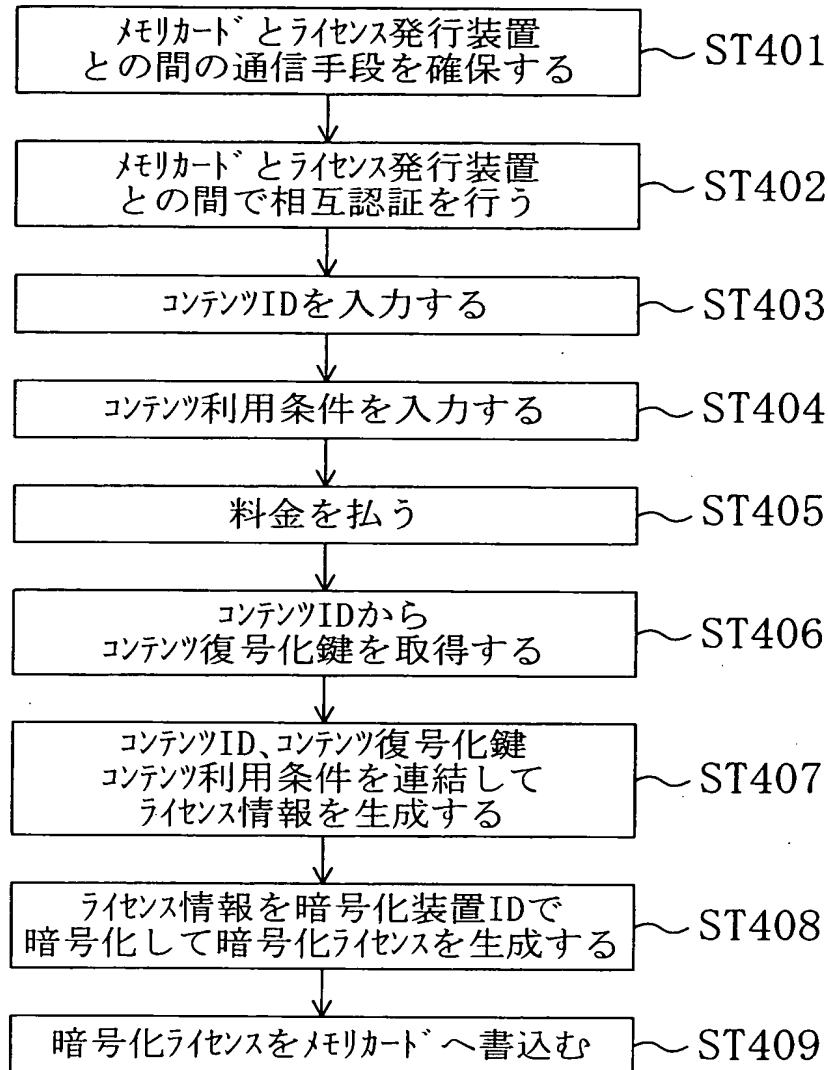 メモリカードとライセンス発行装置
との間の通信手段を確保する
ST401
メモリカードとライセンス発行装置
との間で相互認証を行う
ST402
コンテンツIDを入力する
ST403
コンテンツ利用条件を入力する
ST404
料金を払う
ST405
コンテンツIDから
コンテンツ復号化鍵を取得する
ST406
コンテンツID、コンテンツ復号化鍵
コンテンツ利用条件を連結して
ライセンス情報を生成する
ST407
ライセンス情報を暗号化装置IDで
暗号化して暗号化ライセンスを生成する
ST408
暗号化ライセンスをメモリカードへ書込む
ST409